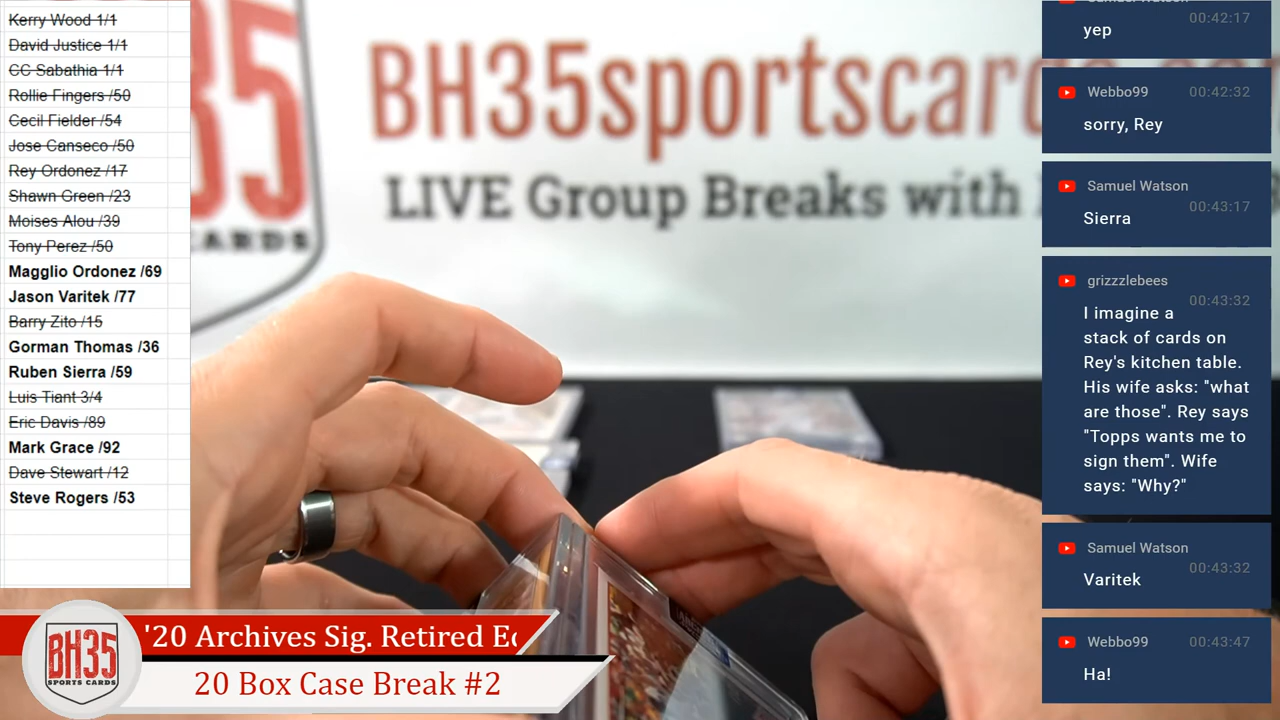 Kerry Wood 1/1
David Justice 1/1
CC Sabathia 1/1
Rollie Fingers /50
Cecil Fielder /54
Jose Canseco /50
Rey Ordonez /17
Shawn Green /23
Moises Alou /39
Tony Perez /50
Magglio Ordonez /69
Jason Varitek /77
Barry Zito /15
Gorman Thomas /36
Ruben Sierra /59
Luis Tiant 3/4
Eric Davis /89
Mark Grace /92
Dave Stewart /12
Steve Rogers /53
35
CARDS
BH35sportscards.com
LIVE Group Breaks with
Samuel Watson 00:42:17
yep
Webbo99 00:42:32
sorry, Rey
Samuel Watson 00:43:17
Sierra
grizzzlebees 00:43:32
I imagine a
stack of cards on
Rey's kitchen table.
His wife asks: "what
are those". Rey says
"Topps wants me to
sign them". Wife
says: "Why?"
Samuel Watson 00:43:32
Varitek
Webbo99 00:43:47
Ha!
BH35
SPORTS CARDS
'20 Archives Sig. Retired Ed
20 Box Case Break #2